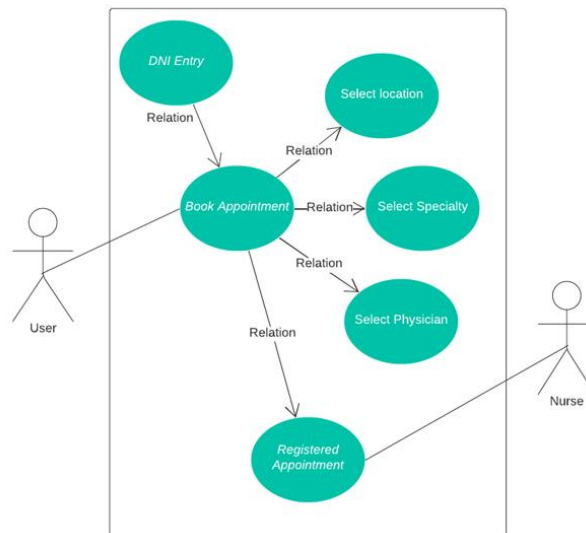 DNI Entry
Select location
Relation
Relation
Book Appointment
Relation
Select Specialty
Relation
User
Select Physician
Relation
Nurse
Registered
Appointment